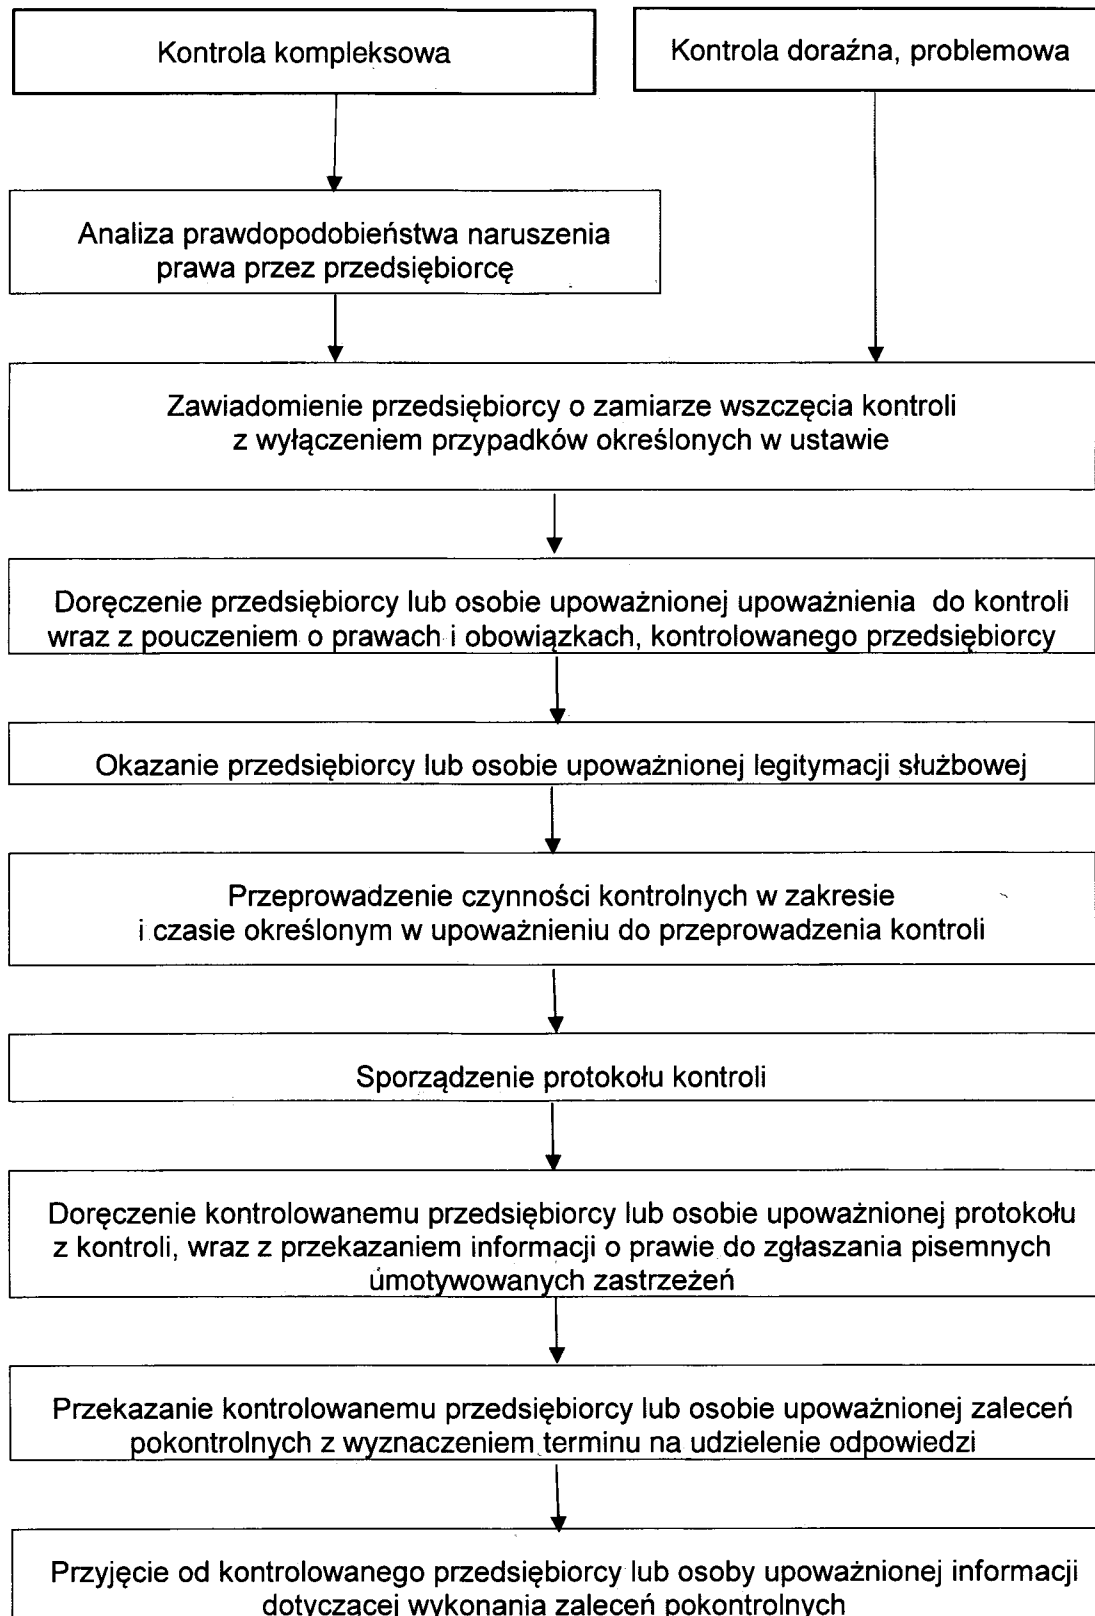 Kontrola kompleksowa
Kontrola doraźna, problemowa
Analiza prawdopodobieństwa naruszenia
prawa przez przedsiębiorcę
Zawiadomienie przedsiębiorcy o zamiarze wszczęcia kontroli
z wyłączeniem przypadków określonych w ustawie
Doręczenie przedsiębiorcy lub osobie upoważnionej upoważnienia do kontroli
wraz z pouczeniem o prawach i obowiązkach, kontrolowanego przedsiębiorcy
Okazanie przedsiębiorcy lub osobie upoważnionej legitymacji służbowej
Przeprowadzenie czynności kontrolnych w zakresie
i czasie określonym w upoważnieniu do przeprowadzenia kontroli
Sporządzenie protokołu kontroli
Doręczenie kontrolowanemu przedsiębiorcy lub osobie upoważnionej protokołu
z kontroli, wraz z przekazaniem informacji o prawie do zgłaszania pisemnych
umotywowanych zastrzeżeń
Przekazanie kontrolowanemu przedsiębiorcy lub osobie upoważnionej zaleceń
pokontrolnych z wyznaczeniem terminu na udzielenie odpowiedzi
Przyjęcie od kontrolowanego przedsiębiorcy lub osoby upoważnionej informacji
dotyczącej wykonania zaleceń pokontrolnych